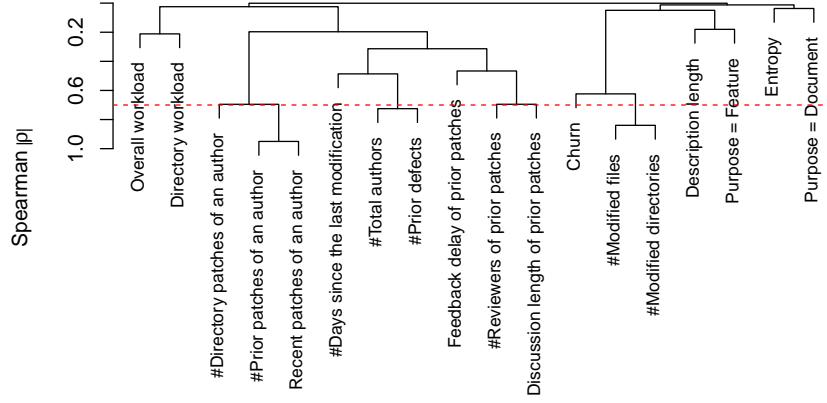 Spearman |ρ|
0.2
0.6
1.0
Overall workload
Directory workload
#Directory patches of an author
#Prior patches of an author
Recent patches of an author
#Days since the last modification
#Total authors
#Prior defects
Feedback delay of prior patches
#Reviewers of prior patches
Discussion length of prior patches
Churn
#Modified files
#Modified directories
Description length
Purpose = Feature
Entropy
Purpose = Document